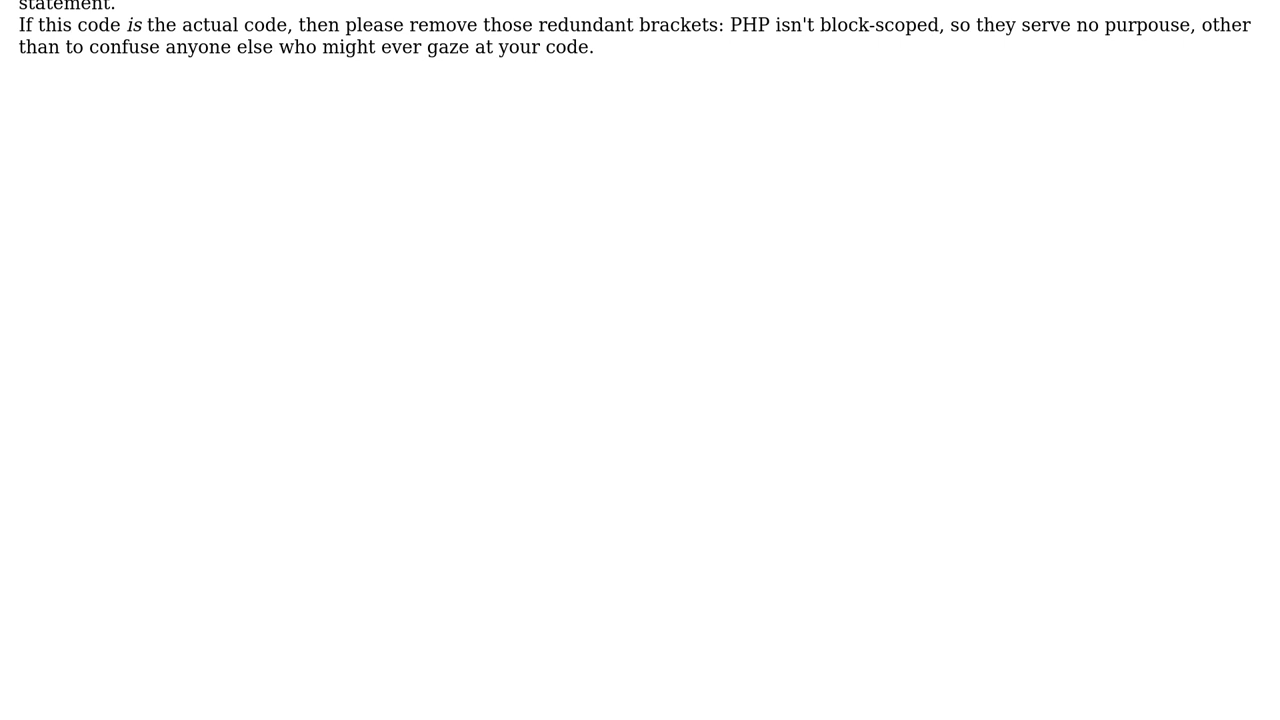 statement.
If this code is the actual code, then please remove those redundant brackets: PHP isn't block-scoped, so they serve no purpouse, other
than to confuse anyone else who might ever gaze at your code.